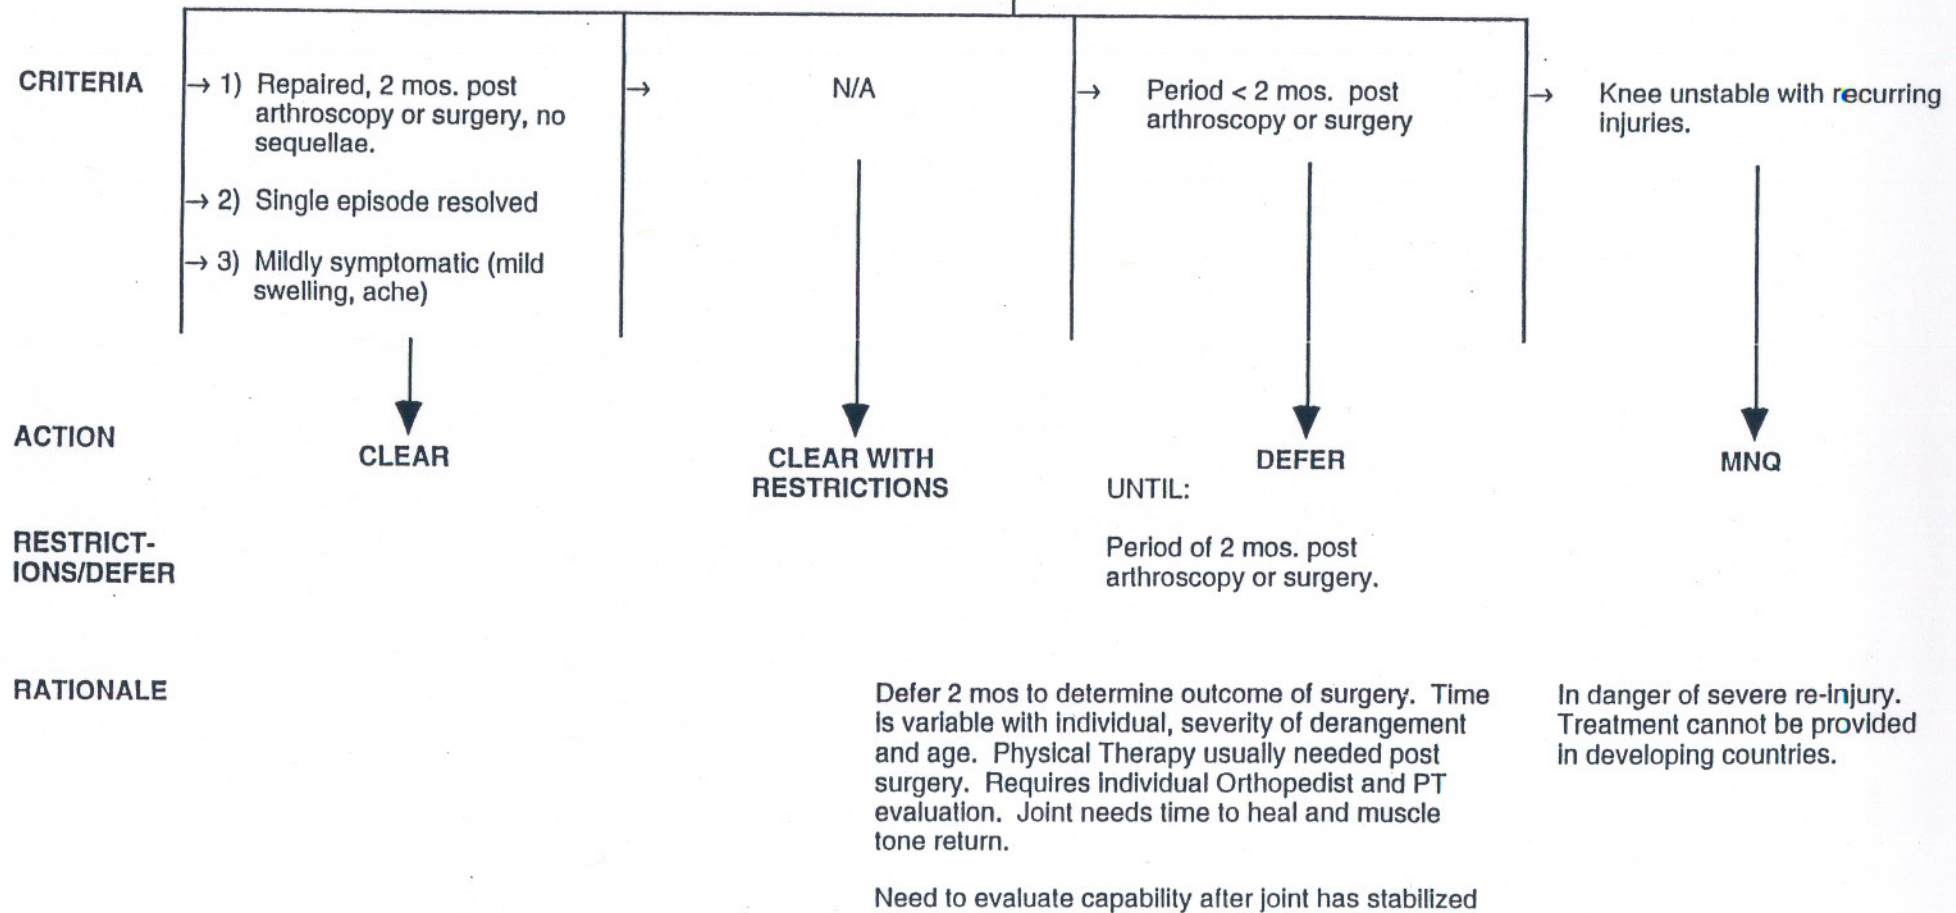 CRITERIA
→ 1) Repaired, 2 mos. post
arthroscopy or surgery, no
sequellae.
→ 2) Single episode resolved
→ 3) Mildly symptomatic (mild
swelling, ache)
→ N/A
→ Period < 2 mos. post
arthroscopy or surgery
→ Knee unstable with recurring
injuries.
ACTION
CLEAR
CLEAR WITH
RESTRICTIONS
DEFER
MNQ
RESTRICT-
IONS/DEFER
UNTIL:
Period of 2 mos. post
arthroscopy or surgery.
RATIONALE
Defer 2 mos to determine outcome of surgery. Time
is variable with individual, severity of derangement
and age. Physical Therapy usually needed post
surgery. Requires individual Orthopedist and PT
evaluation. Joint needs time to heal and muscle
tone return.
Need to evaluate capability after joint has stabilized
In danger of severe re-injury.
Treatment cannot be provided
in developing countries.